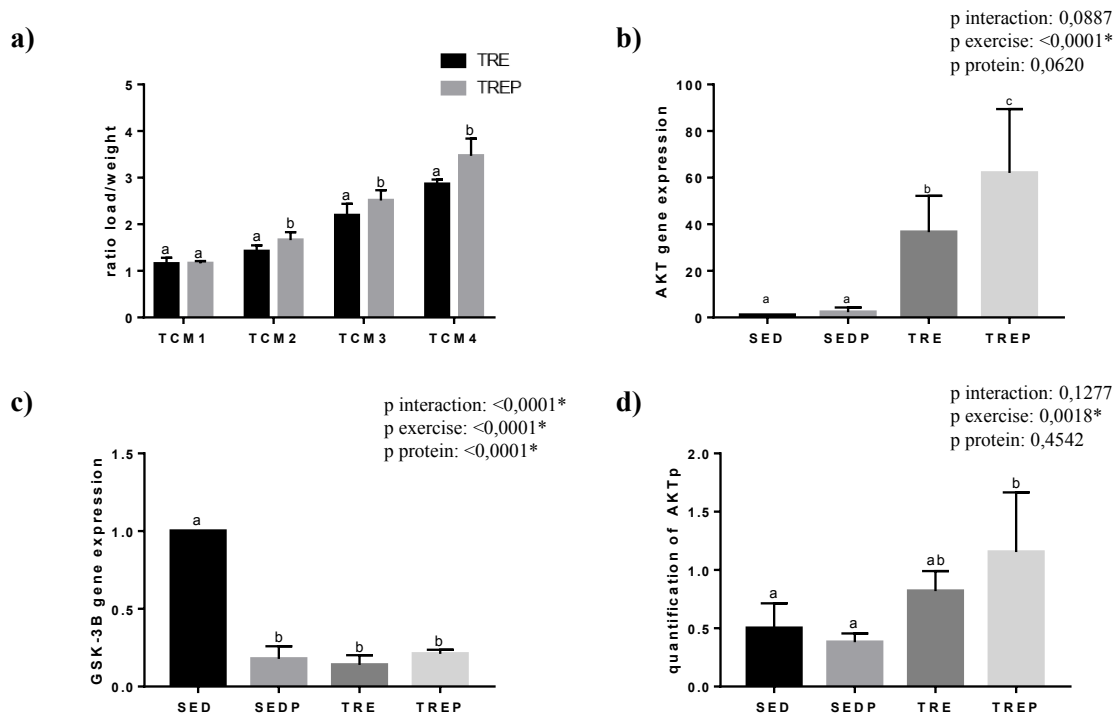 a)
TRE
TREP
5
4
3
2
1
0
ratio load/weight
a a a b a b a b
TCM1 TCM2 TCM3 TCM4
b)
p interaction: 0,0887
p exercise: <0,0001*
p protein: 0,0620
100
80
60
40
20
0
AKT gene expression
a a b c
SED SEDP TRE TREP
c)
p interaction: <0,0001*
p exercise: <0,0001*
p protein: <0,0001*
1.5
1.0
0.5
0.0
GSK-3B gene expression
a b b b
SED SEDP TRE TREP
d)
p interaction: 0,1277
p exercise: 0,0018*
p protein: 0,4542
2.0
1.5
1.0
0.5
0.0
quantification of AKTp
a a ab b
SED SEDP TRE TREP